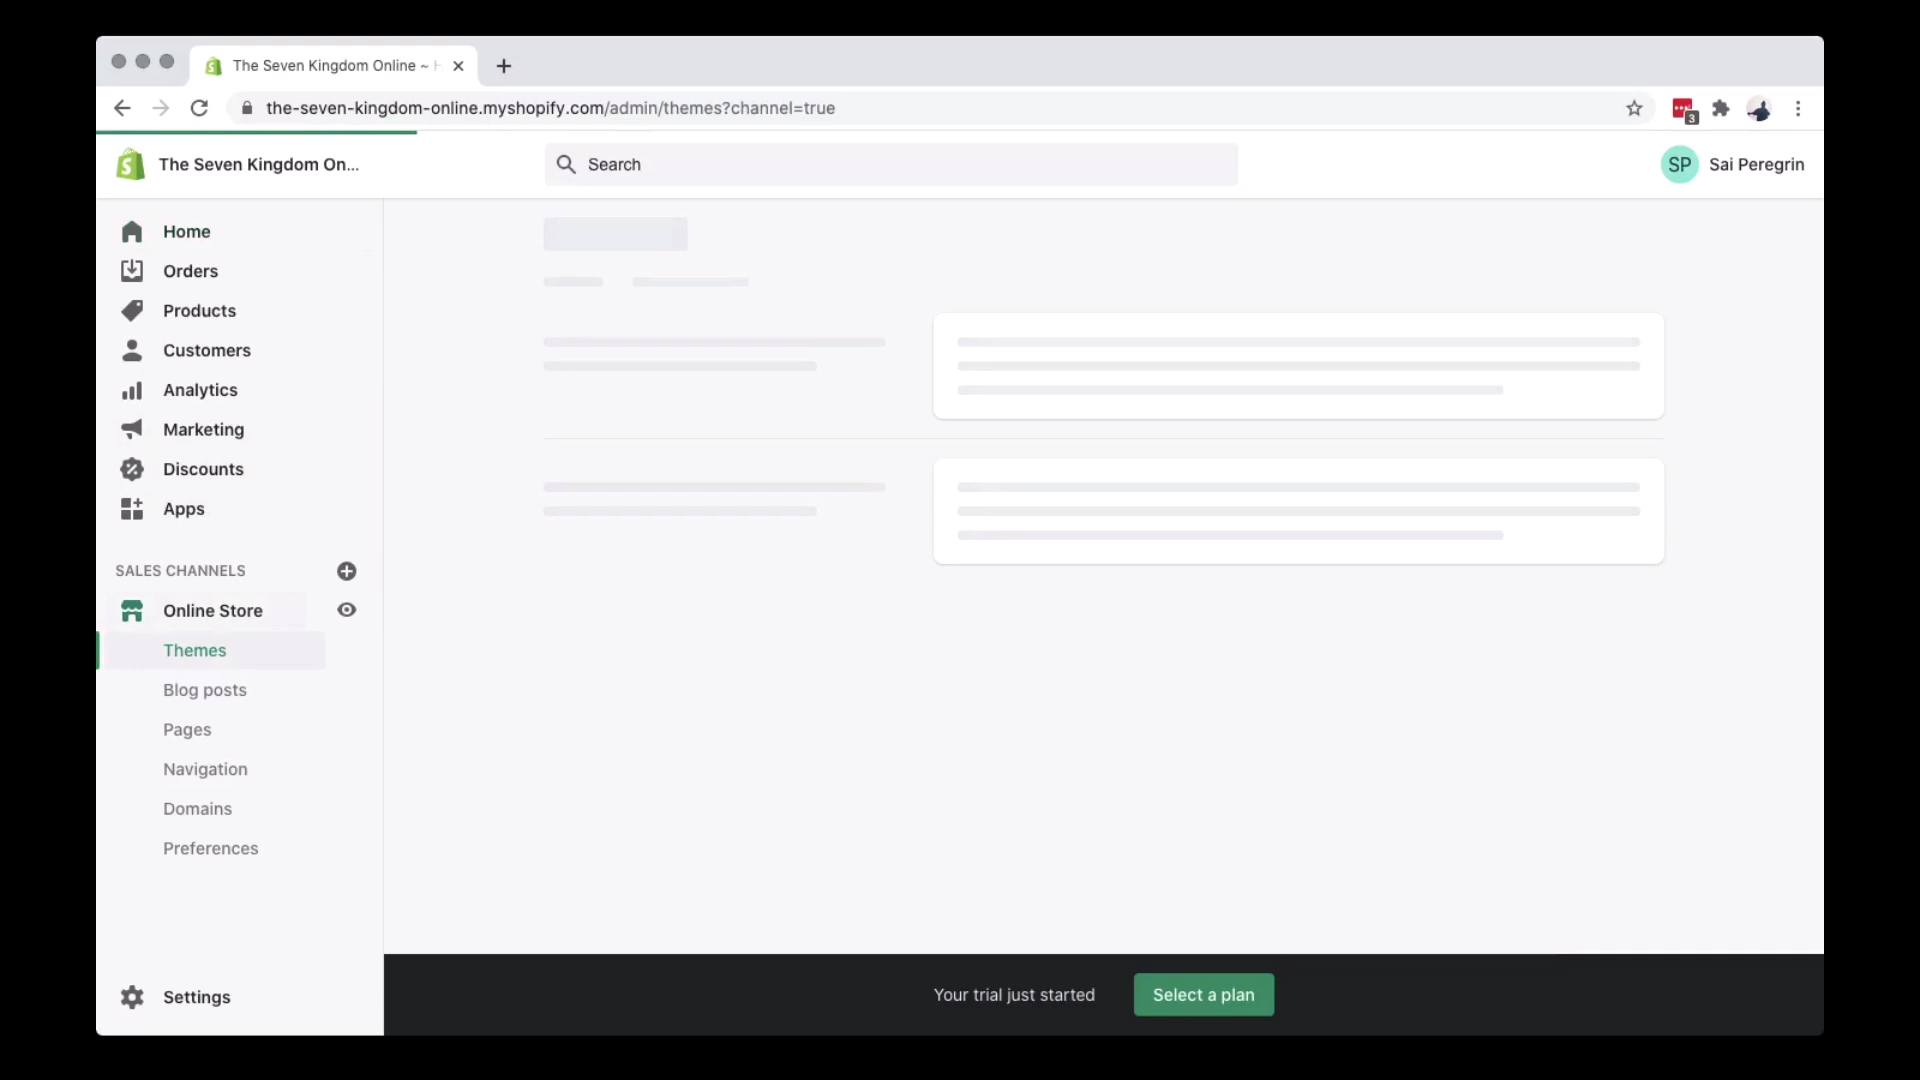 The Seven Kingdom Online ~
the-seven-kingdom-online.myshopify.com/admin/themes?channel=true
3
The Seven Kingdom On...
Search
SP
Sai Peregrin
Home
Orders
Products
Customers
Analytics
Marketing
Discounts
Apps
SALES CHANNELS
Online Store
Themes
Blog posts
Pages
Navigation
Domains
Preferences
Settings
Your trial just started
Select a plan